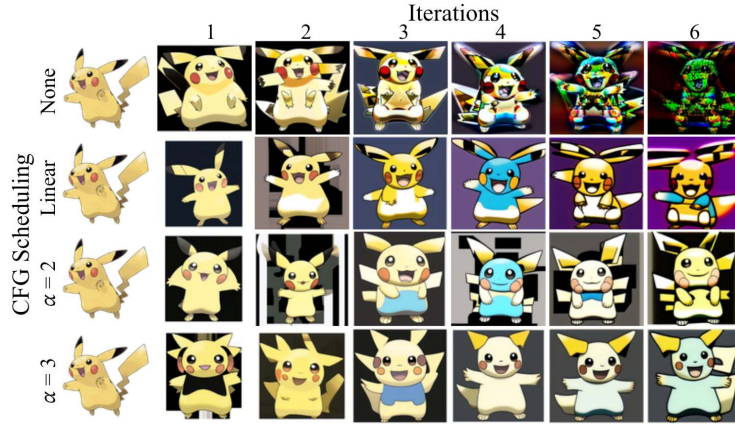 Iterations
1 2 3 4 5 6
CFG Scheduling
None
Linear
α = 2
α = 3